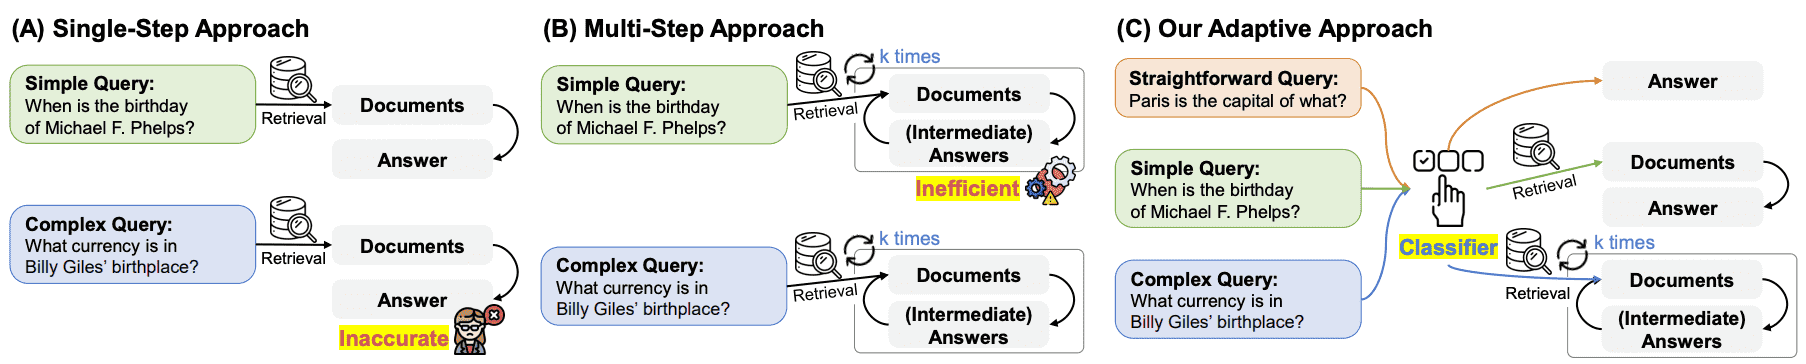 (A) Single-Step Approach
Simple Query:
When is the birthday
of Michael F. Phelps?
Retrieval
Documents
Answer
Complex Query:
What currency is in
Billy Giles’ birthplace?
Retrieval
Documents
Answer
Inaccurate
(B) Multi-Step Approach
Simple Query:
When is the birthday
of Michael F. Phelps?
Retrieval
k times
Documents
(Intermediate)
Answers
Inefficient
Complex Query:
What currency is in
Billy Giles’ birthplace?
Retrieval
k times
Documents
(Intermediate)
Answers
(C) Our Adaptive Approach
Straightforward Query:
Paris is the capital of what?
Simple Query:
When is the birthday
of Michael F. Phelps?
Complex Query:
What currency is in
Billy Giles’ birthplace?
Classifier
Answer
Retrieval
Documents
Answer
Retrieval
k times
Documents
(Intermediate)
Answers